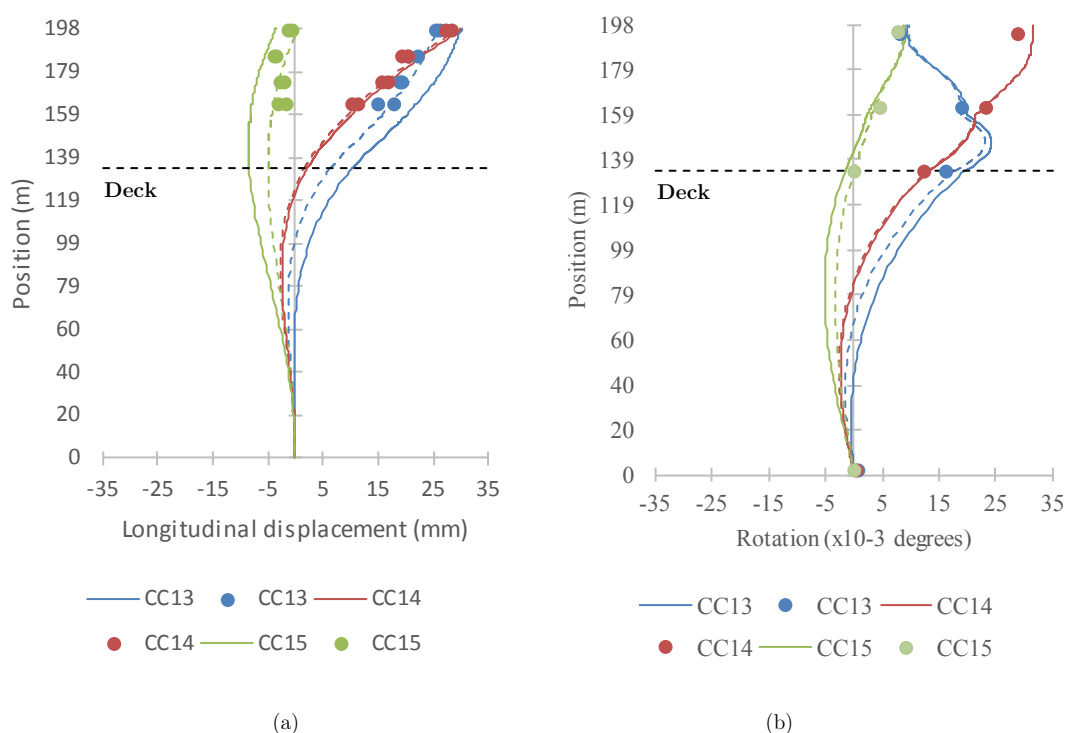 198
179
159
139
119
99
79
60
40
20
0
Deck
Position (m)
-35 -25 -15 -5 5 15 25 35
Longitudinal displacement (mm)
CC13 CC13 CC14
CC14 CC15 CC15
(a)
198
179
159
139
119
99
79
60
40
20
0
Deck
Position (m)
-35 -25 -15 -5 5 15 25 35
Rotation (x10-3 degrees)
CC13 CC13 CC14
CC14 CC15 CC15
(b)